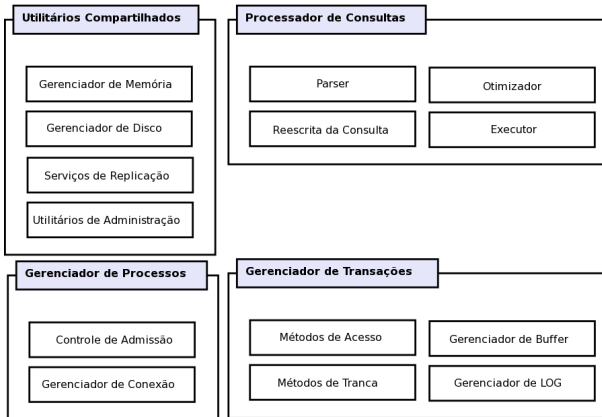 Utilitários Compartilhados
Gerenciador de Memória
Gerenciador de Disco
Serviços de Replicação
Utilitários de Administração
Processador de Consultas
Parser
Otimizador
Reescrita da Consulta
Executor
Gerenciador de Processos
Controle de Admissão
Gerenciador de Conexão
Gerenciador de Transações
Métodos de Acesso
Gerenciador de Buffer
Métodos de Tranca
Gerenciador de LOG